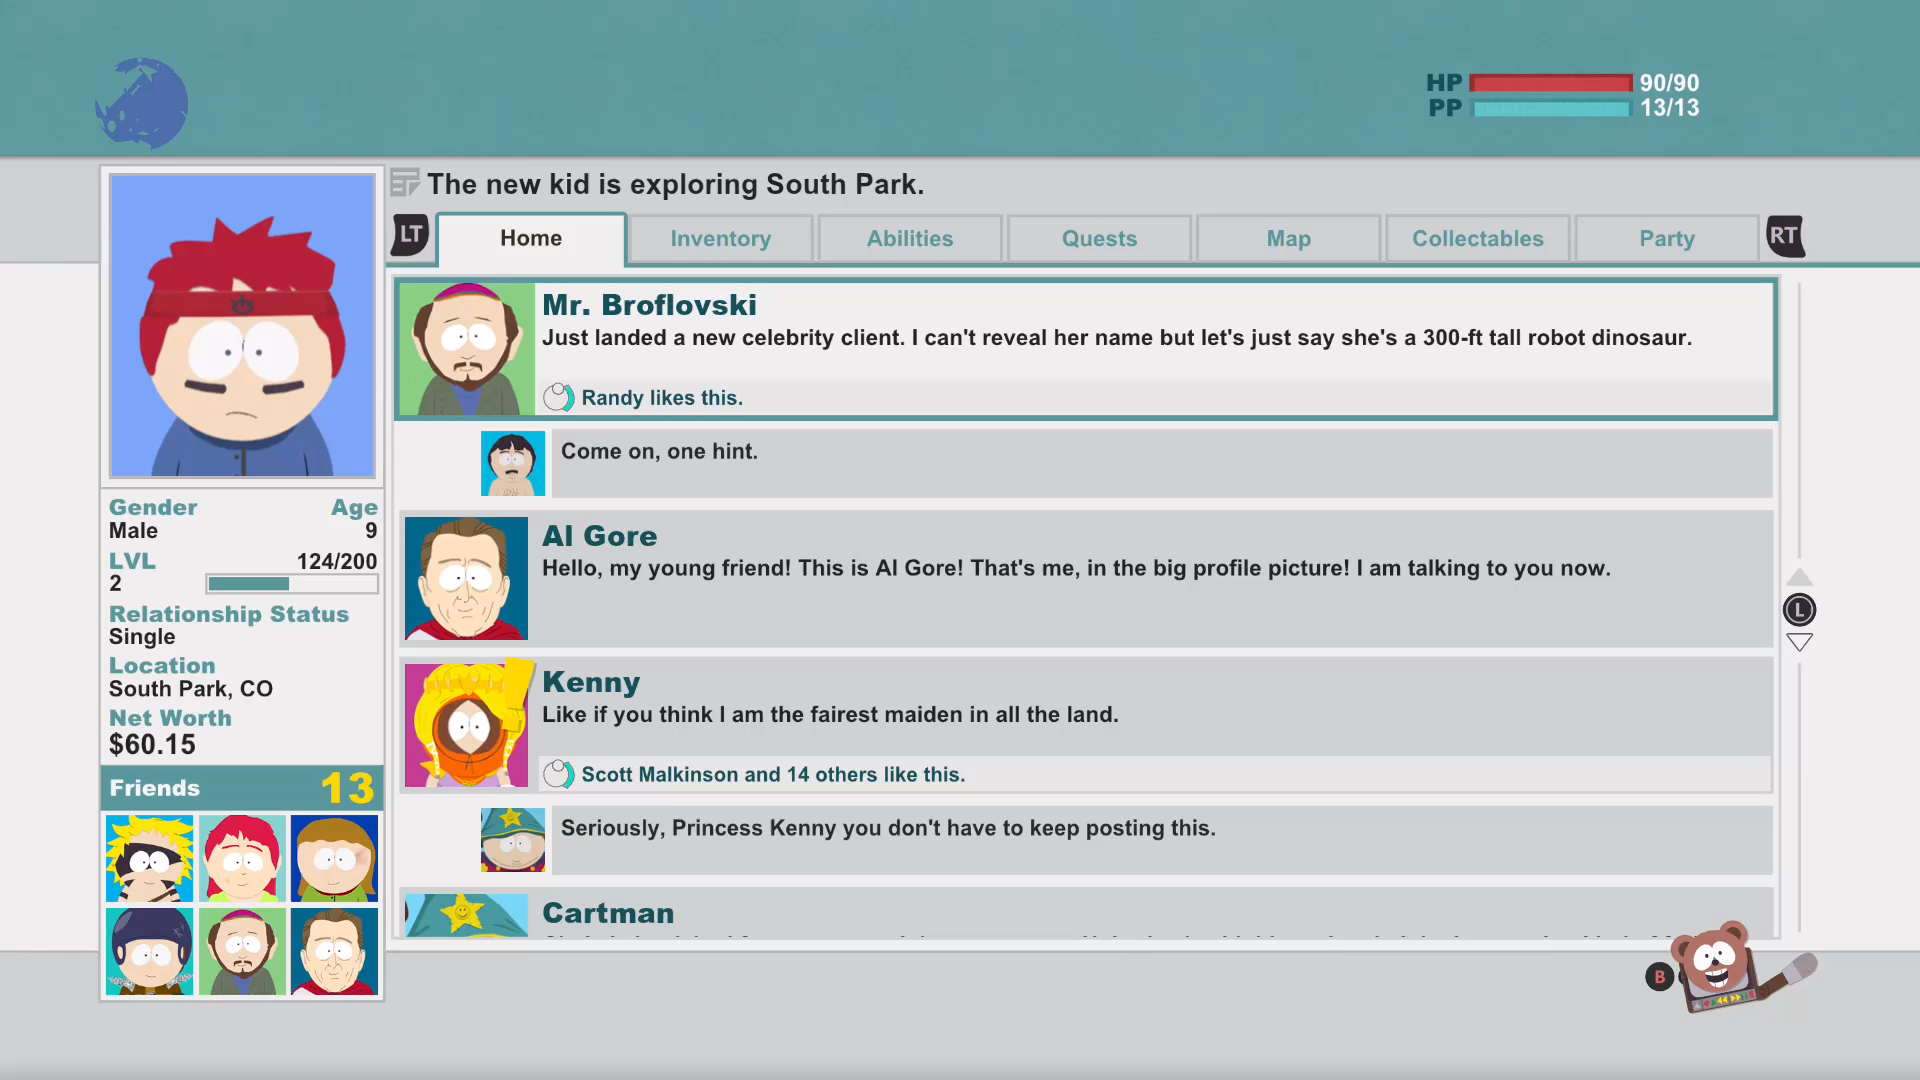 HP 90/90
PP 13/13
The new kid is exploring South Park.
LT Home Inventory Abilities Quests Map Collectables Party RT
Gender Age
Male 9
LVL 124/200
2
Relationship Status
Single
Location
South Park, CO
Net Worth
$60.15
Friends 13
Mr. Broflovski
Just landed a new celebrity client. I can't reveal her name but let's just say she's a 300-ft tall robot dinosaur.
Randy likes this.
Come on, one hint.
Al Gore
Hello, my young friend! This is Al Gore! That's me, in the big profile picture! I am talking to you now.
Kenny
Like if you think I am the fairest maiden in all the land.
Scott Malkinson and 14 others like this.
Seriously, Princess Kenny you don't have to keep posting this.
Cartman
L
B